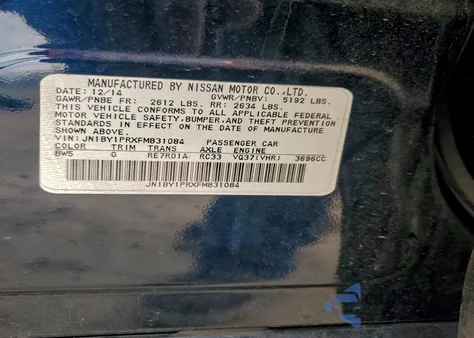 MANUFACTURED BY NISSAN MOTOR CO.,LTD.
DATE: 12/14 GVWR/PNBV: 5192 LBS.
GAWR/PNBE FR: 2612 LBS. RR: 2634 LBS.
THIS VEHICLE CONFORMS TO ALL APPLICABLE FEDERAL
MOTOR VEHICLE SAFETY,BUMPER,AND THEFT PREVENTION
STANDARDS IN EFFECT ON THE DATE OF MANUFACTURE
SHOWN ABOVE.
VIN: JN1BY1PRXFM831084 PASSENGER CAR
COLOR TRIM TRANS AXLE ENGINE
BW5 G RE7R01A RC33 VQ37(VHR) 3696CC
JN1BY1PRXFM831084